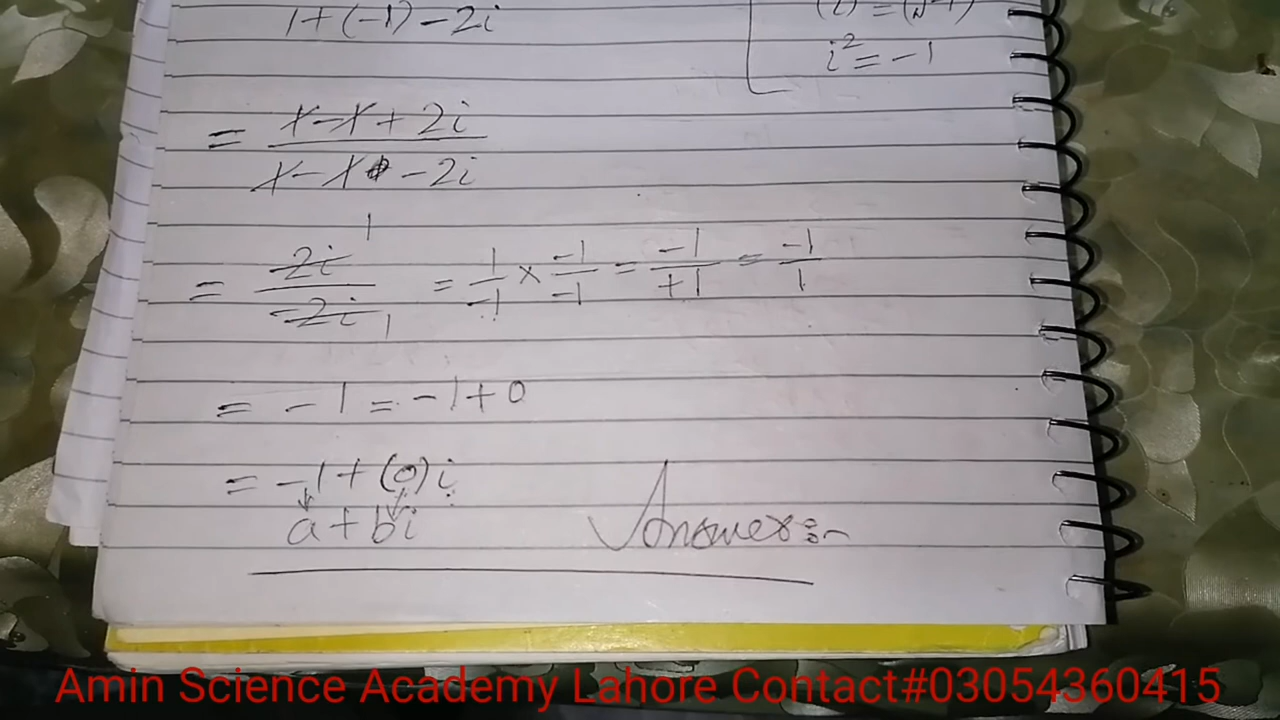 1+(-1)-2i
i²=-1
= 1-1+2i / 1-1-2i
= 2i / -2i = 1/-1 × -1/-1 = -1/+1 = -1/1
= -1 = -1+0
= -1+(0)i
a+bi Answer:-
Amin Science Academy Lahore Contact#03054360415